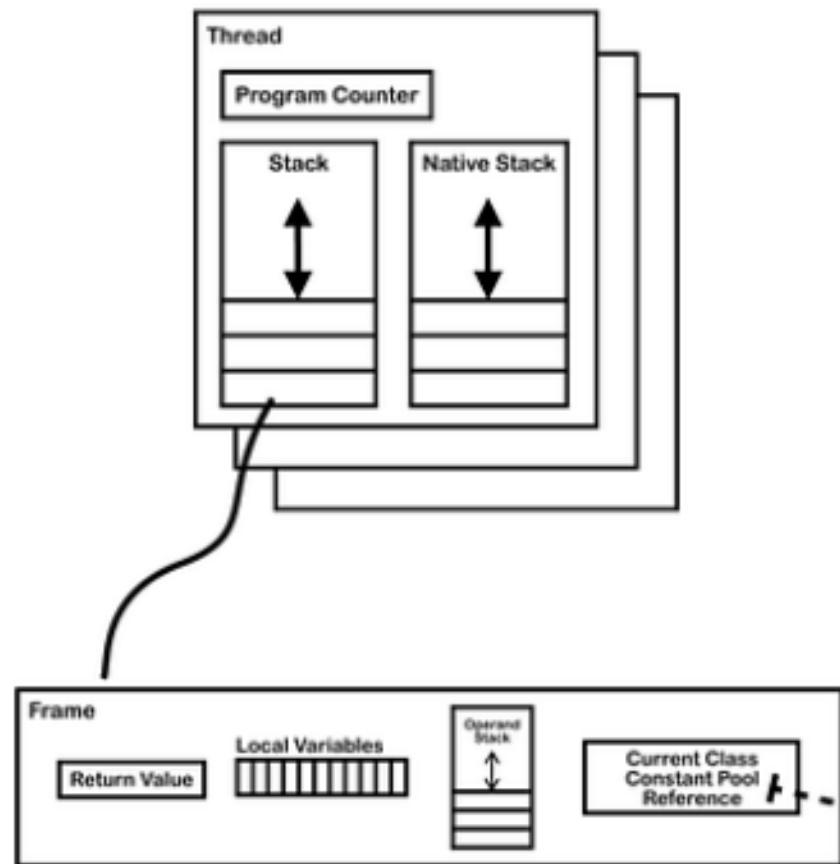 Thread
Program Counter
Stack
Native Stack
Frame
Return Value
Local Variables
Operand
Stack
Current Class
Constant Pool
Reference